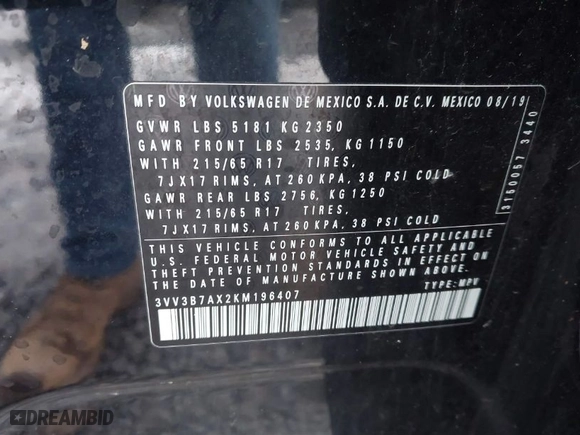 MFD BY VOLKSWAGEN DE MEXICO S.A. DE C.V. MEXICO 08/19
GVWR LBS 5181 KG 2350
GAWR FRONT LBS 2535, KG 1150
WITH 215/65 R17 TIRES,
7JX17 RIMS, AT 260 KPA, 38 PSI COLD
GAWR REAR LBS 2756, KG 1250
WITH 215/65 R17 TIRES,
7JX17 RIMS, AT 260 KPA, 38 PSI COLD
THIS VEHICLE CONFORMS TO ALL APPLICABLE
U.S. FEDERAL MOTOR VEHICLE SAFETY AND
THEFT PREVENTION STANDARDS IN EFFECT ON
THE DATE OF MANUFACTURE SHOWN ABOVE.
3VV3B7AX2KM196407 TYPE: MPV
3150057 3440
DREAMBID